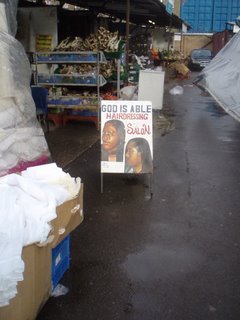 GOD IS ABLE
HAIRDRESSING
SALON